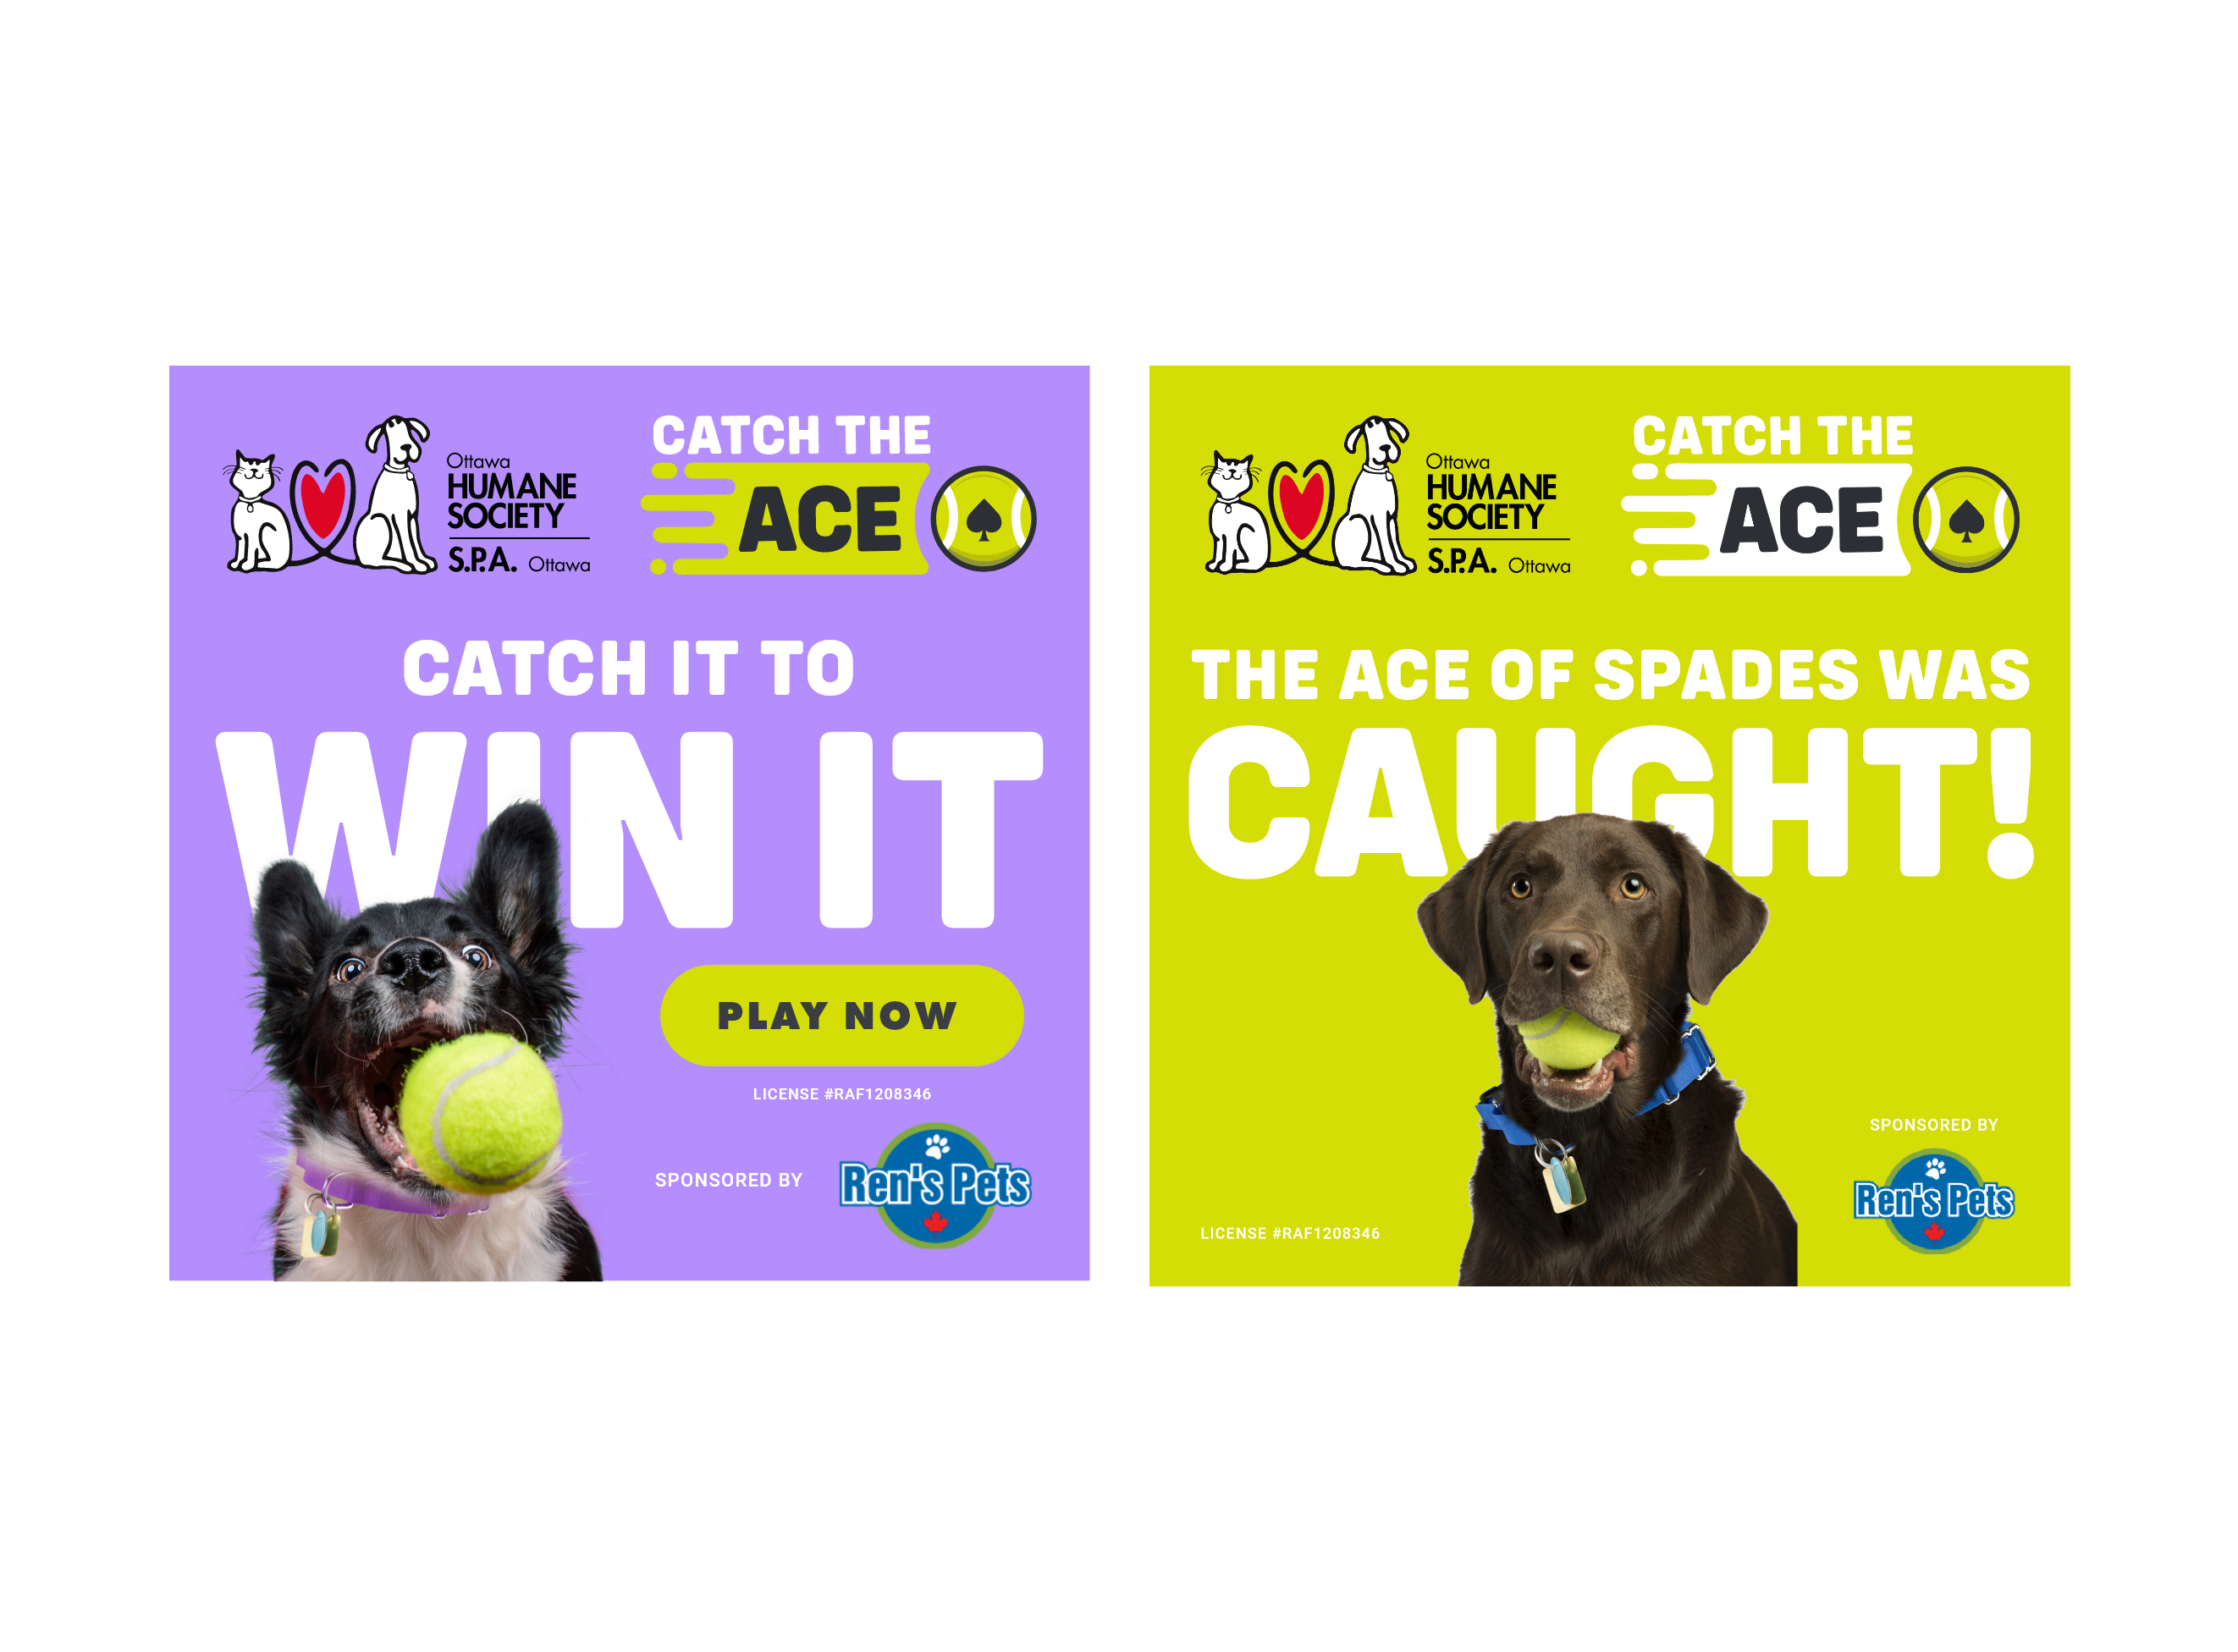 Ottawa
HUMANE
SOCIETY
S.P.A. Ottawa
CATCH THE
ACE
CATCH IT TO
WIN IT
PLAY NOW
LICENSE #RAF1208346
SPONSORED BY
Ren's Pets
Ottawa
HUMANE
SOCIETY
S.P.A. Ottawa
CATCH THE
ACE
THE ACE OF SPADES WAS
CAUGHT!
SPONSORED BY
Ren's Pets
LICENSE #RAF1208346